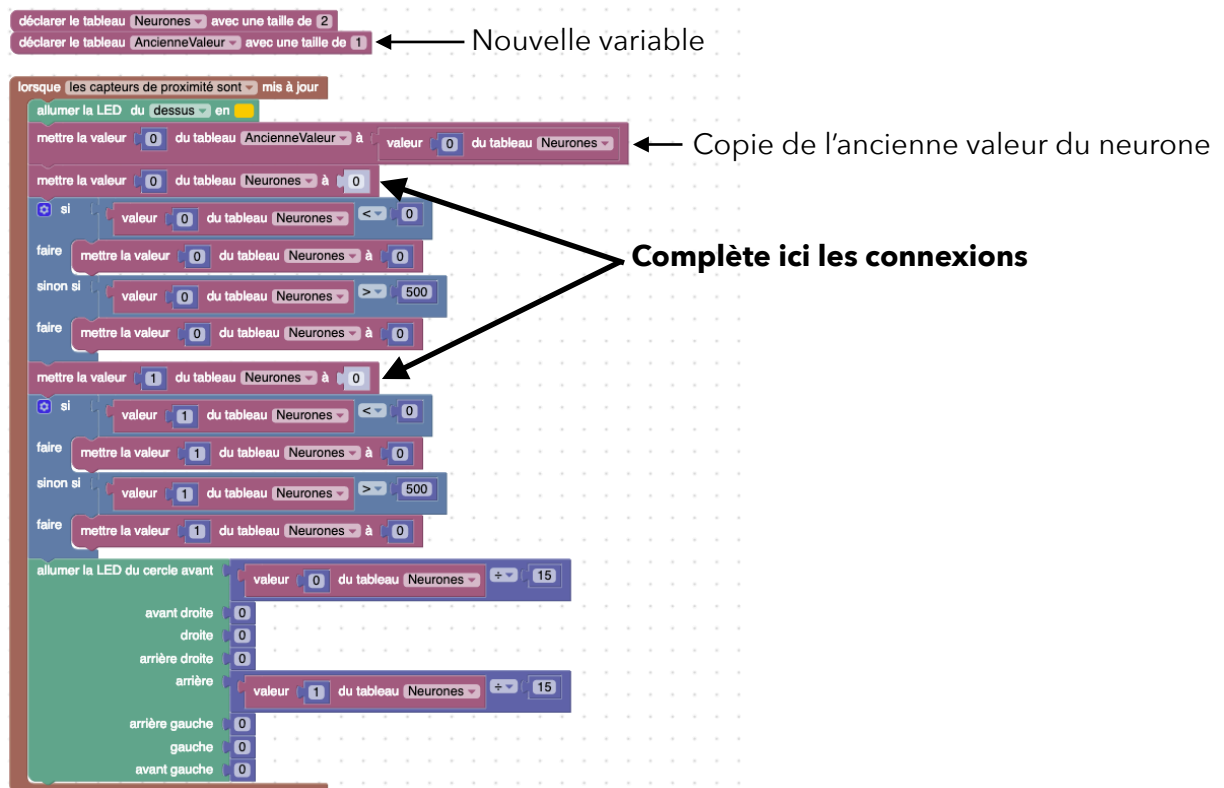 déclarer le tableau Neurones avec une taille de 2
déclarer le tableau AncienneValeur avec une taille de 1
Nouvelle variable
lorsque les capteurs de proximité sont mis à jour
allumer la LED du dessus en
mettre la valeur 0 du tableau AncienneValeur à valeur 0 du tableau Neurones
Copie de l'ancienne valeur du neurone
mettre la valeur 0 du tableau Neurones à 0
si valeur 0 du tableau Neurones < 0
faire mettre la valeur 0 du tableau Neurones à 0
Complète ici les connexions
sinon si valeur 0 du tableau Neurones > 500
faire mettre la valeur 0 du tableau Neurones à 0
mettre la valeur 1 du tableau Neurones à 0
si valeur 1 du tableau Neurones < 0
faire mettre la valeur 1 du tableau Neurones à 0
sinon si valeur 1 du tableau Neurones > 500
faire mettre la valeur 1 du tableau Neurones à 0
allumer la LED du cercle avant valeur 0 du tableau Neurones ÷ 15
avant droite 0
droite 0
arrière droite 0
arrière valeur 1 du tableau Neurones ÷ 15
arrière gauche 0
gauche 0
avant gauche 0